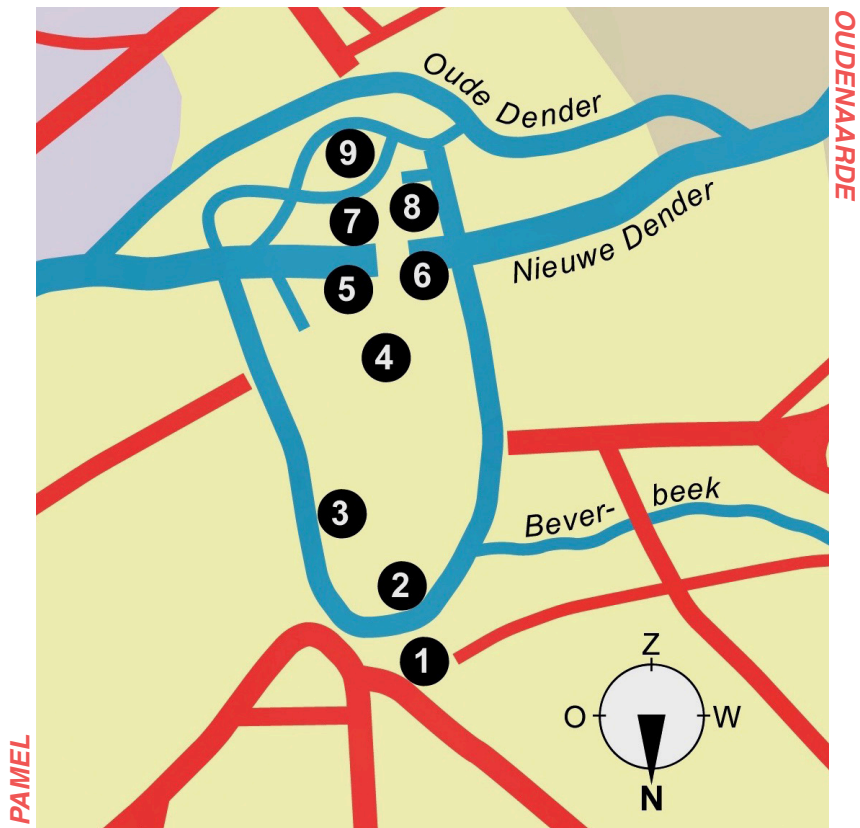 OUDENAARDE
Oude Dender
9
8
7
Nieuwe Dender
6
5
4
beek
Bever-
3
2
Z
1
O
W
PAMEL
N